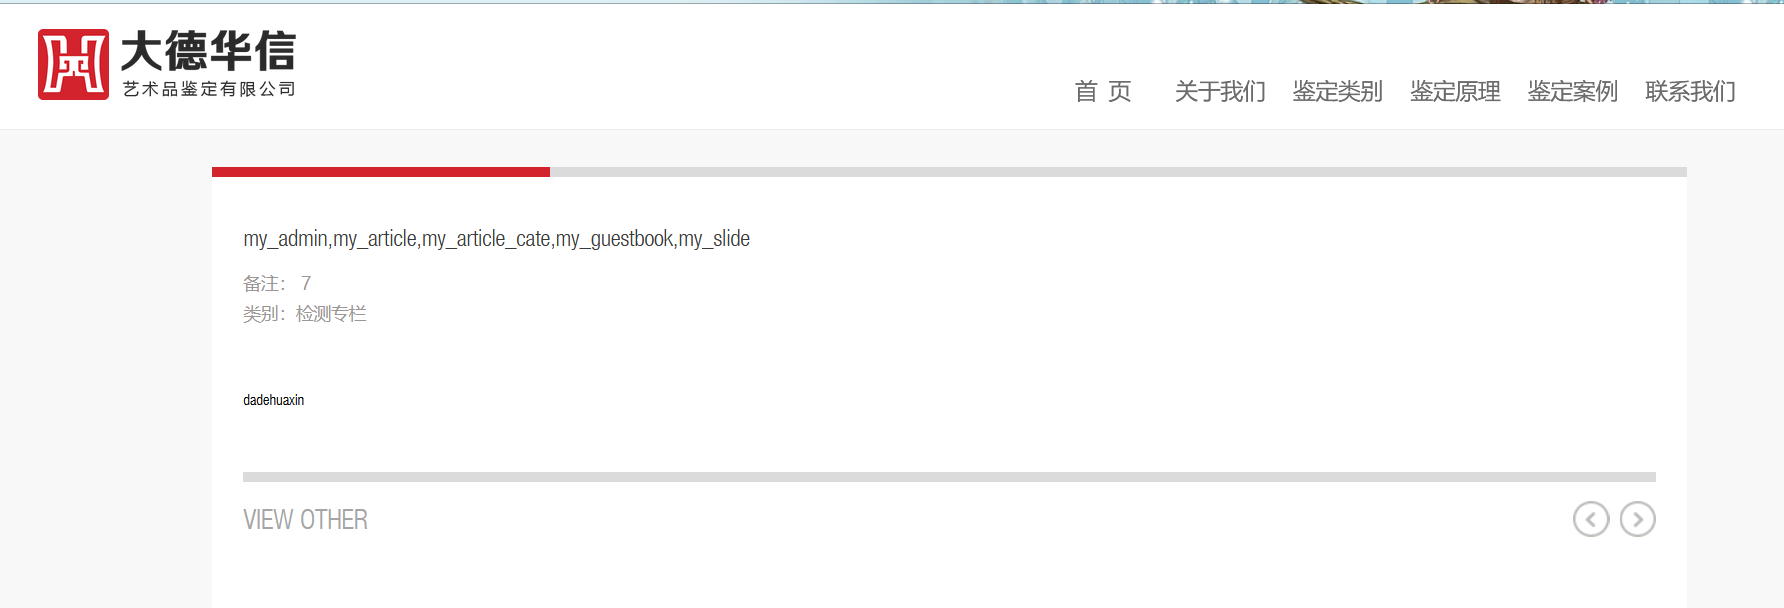 大德华信
艺术品鉴定有限公司
首 页 关于我们 鉴定类别 鉴定原理 鉴定案例 联系我们
my_admin,my_article,my_article_cate,my_guestbook,my_slide
备注： 7
类别：检测专栏
dadehuaxin
VIEW OTHER